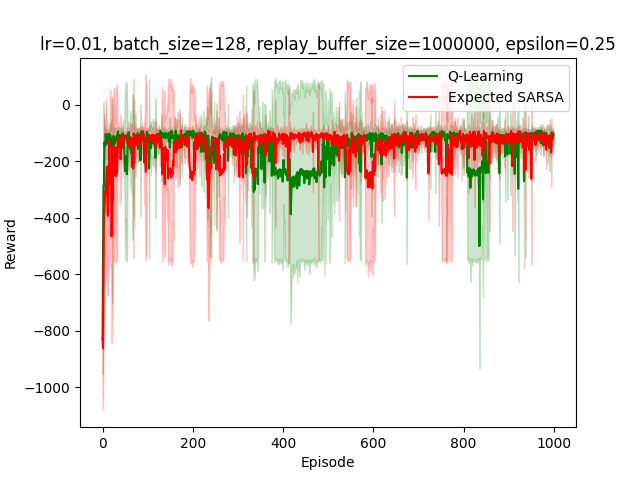 lr=0.01, batch_size=128, replay_buffer_size=1000000, epsilon=0.25
Q-Learning
Expected SARSA
0
−200
−400
−600
−800
−1000
Reward
0
200
400
600
800
1000
Episode